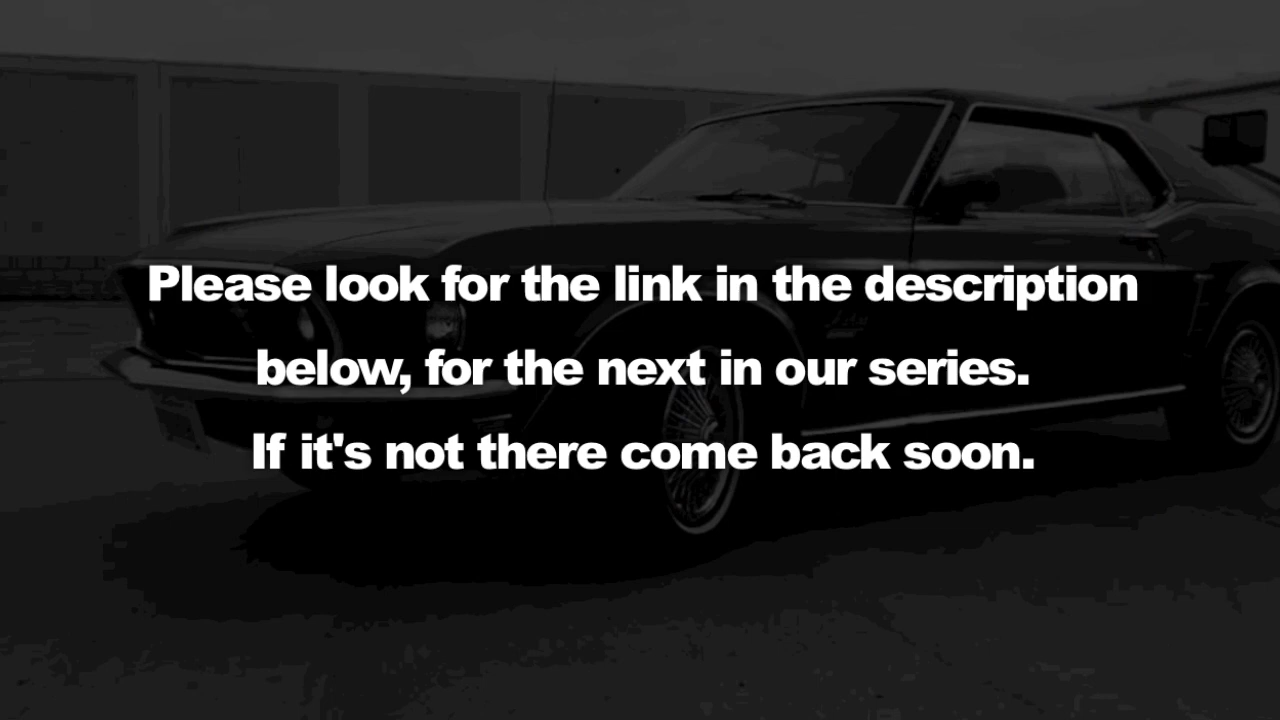 Please look for the link in the description
below, for the next in our series.
If it's not there come back soon.